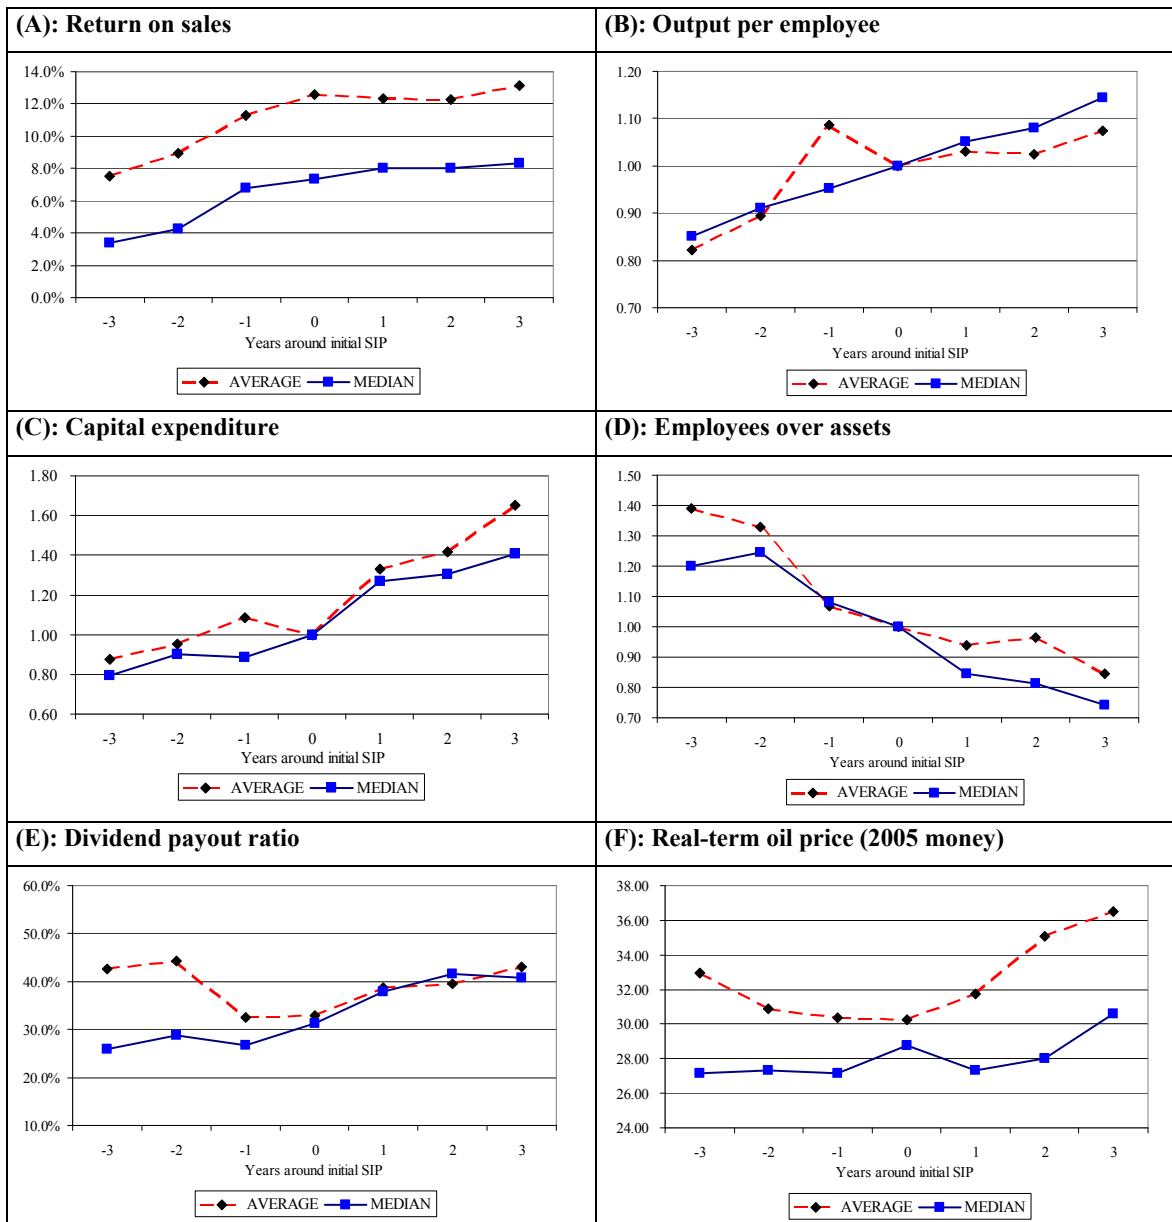 (A): Return on sales
14.0%
12.0%
10.0%
8.0%
6.0%
4.0%
2.0%
0.0%
-3 -2 -1 0 1 2 3
Years around initial SIP
AVERAGE MEDIAN
(B): Output per employee
1.20
1.10
1.00
0.90
0.80
0.70
-3 -2 -1 0 1 2 3
Years around initial SIP
AVERAGE MEDIAN
(C): Capital expenditure
1.80
1.60
1.40
1.20
1.00
0.80
0.60
-3 -2 -1 0 1 2 3
Years around initial SIP
AVERAGE MEDIAN
(D): Employees over assets
1.50
1.40
1.30
1.20
1.10
1.00
0.90
0.80
0.70
-3 -2 -1 0 1 2 3
Years around initial SIP
AVERAGE MEDIAN
(E): Dividend payout ratio
60.0%
50.0%
40.0%
30.0%
20.0%
10.0%
-3 -2 -1 0 1 2 3
Years around initial SIP
AVERAGE MEDIAN
(F): Real-term oil price (2005 money)
38.00
36.00
34.00
32.00
30.00
28.00
26.00
24.00
-3 -2 -1 0 1 2 3
Years around initial SIP
AVERAGE MEDIAN